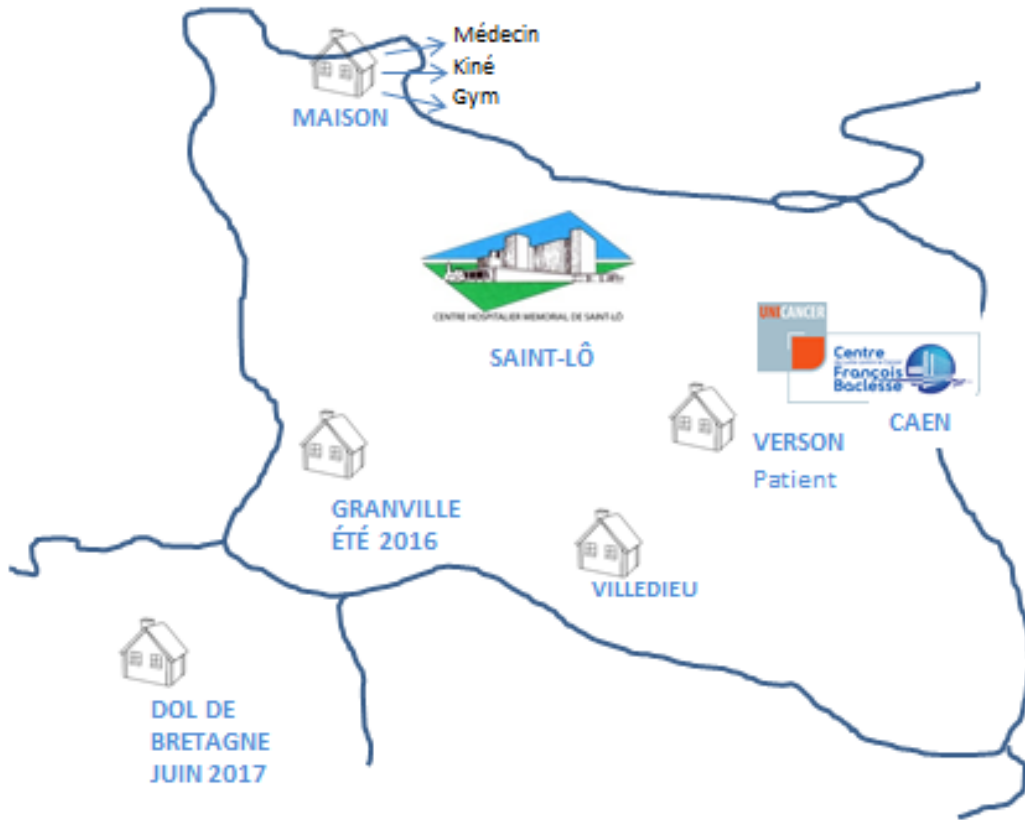 Médecin
Kiné
Gym
MAISON
CENTRE HOSPITALIER MEMORIAL DE SAINT-LÔ
SAINT-LÔ
UNICANCER
Centre
François
Baclesse
CAEN
VERSON
Patient
GRANVILLE
ÉTÉ 2016
VILLEDIEU
DOL DE
BRETAGNE
JUIN 2017